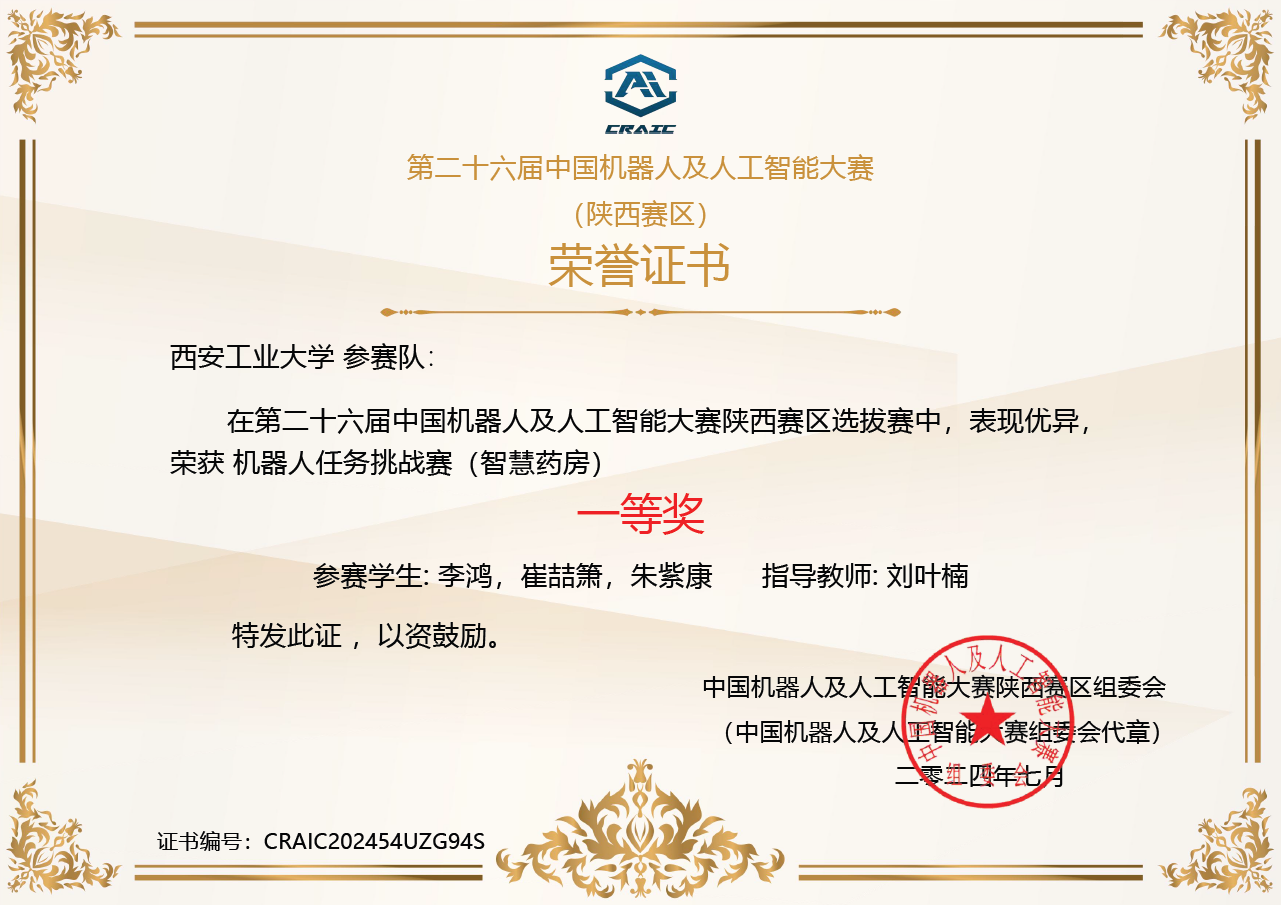 CRAIC
第二十六届中国机器人及人工智能大赛
（陕西赛区）
荣誉证书
西安工业大学 参赛队：
在第二十六届中国机器人及人工智能大赛陕西赛区选拔赛中，表现优异，
荣获 机器人任务挑战赛（智慧药房）
一等奖
参赛学生: 李鸿，崔喆箫，朱紫康 指导教师: 刘叶楠
特发此证 ，以资鼓励。
中国机器人及人工智能大赛陕西赛区组委会
（中国机器人及人工智能大赛组委会代章）
二零二四年七月
中国机器人及人工智能大赛
组委会
证书编号：CRAIC202454UZG94S